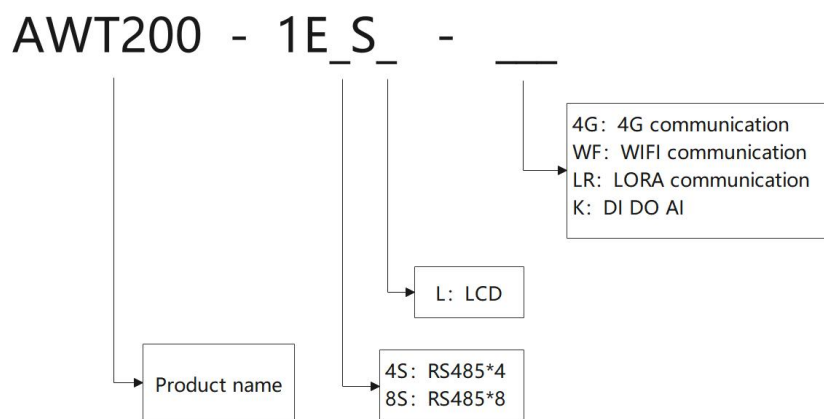 AWT200 - 1E_S_ - ___
4G: 4G communication
WF: WIFI communication
LR: LORA communication
K: DI DO AI
L: LCD
Product name
4S: RS485*4
8S: RS485*8